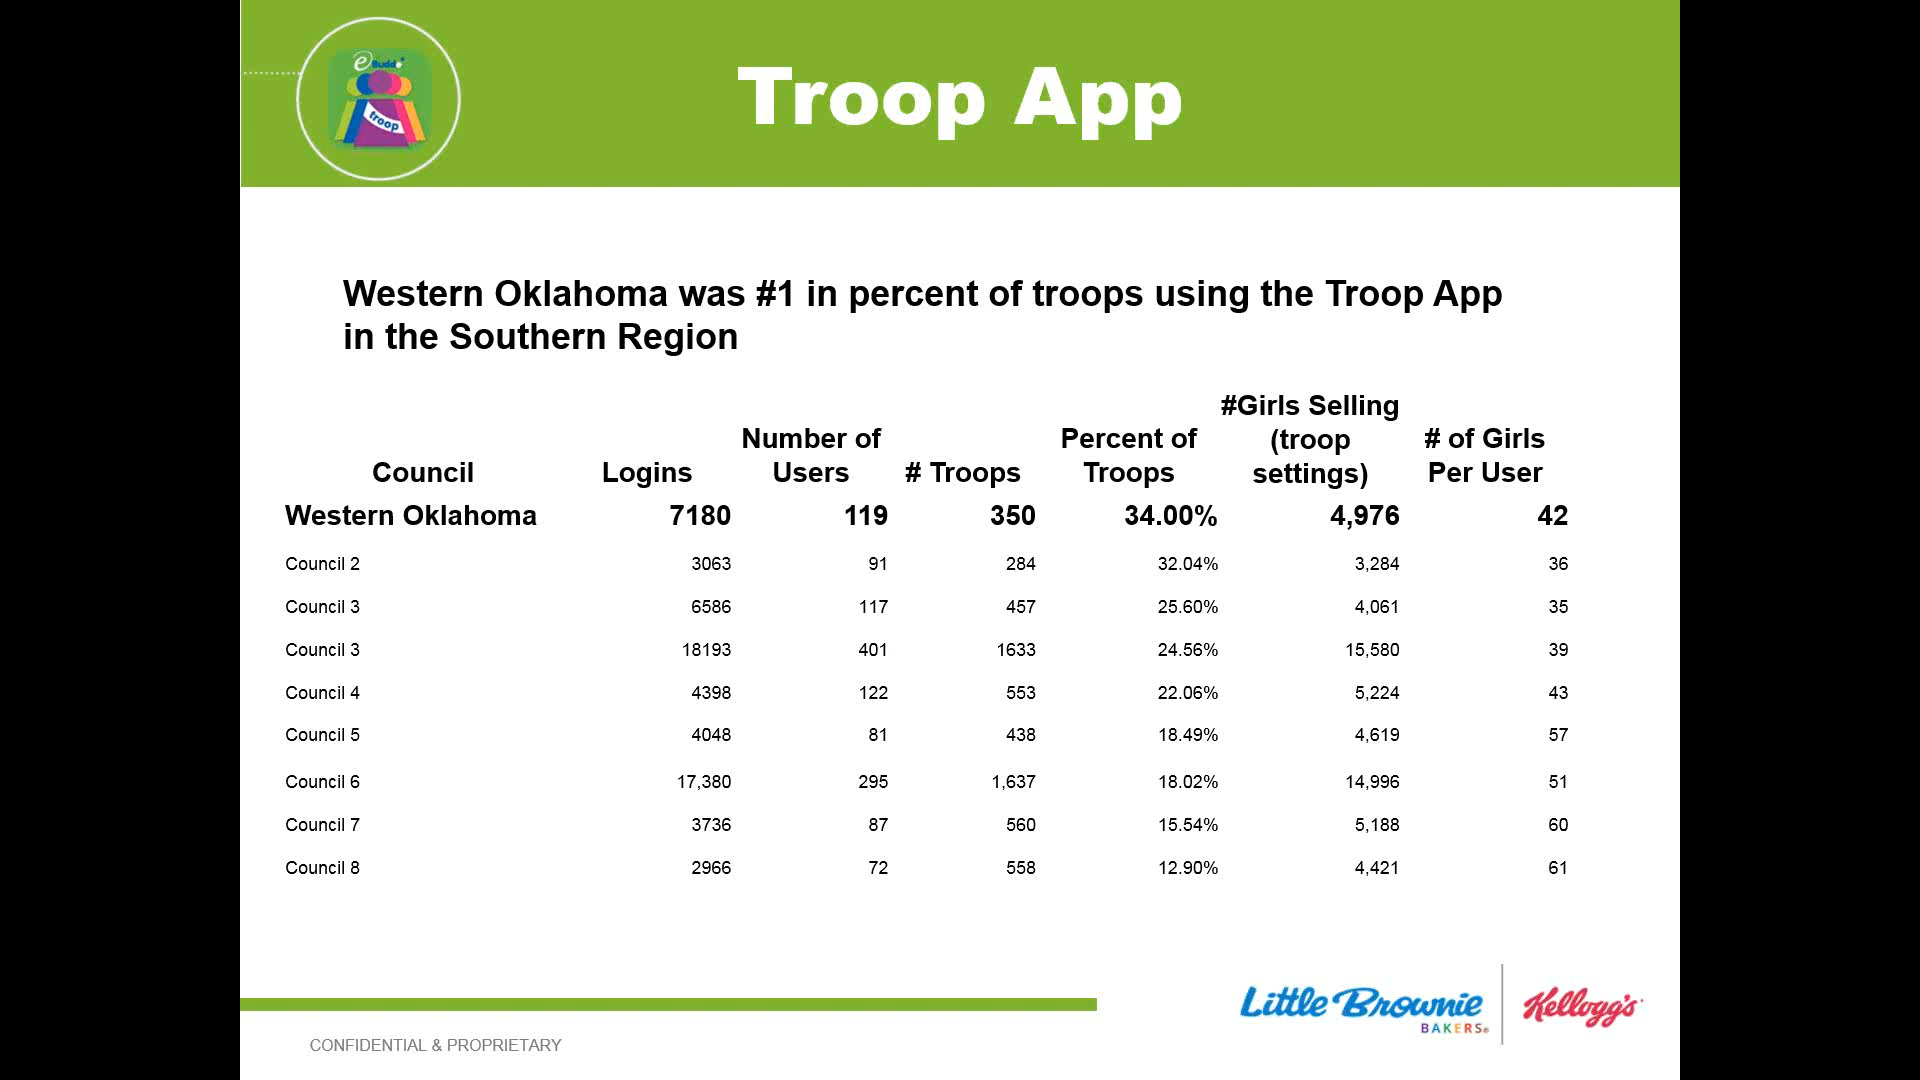 e Budde
troop
Troop App
Western Oklahoma was #1 in percent of troops using the Troop App
in the Southern Region
Council Logins Number of Users # Troops Percent of Troops #Girls Selling (troop settings) # of Girls Per User
Western Oklahoma 7180 119 350 34.00% 4,976 42
Council 2 3063 91 284 32.04% 3,284 36
Council 3 6586 117 457 25.60% 4,061 35
Council 3 18193 401 1633 24.56% 15,580 39
Council 4 4398 122 553 22.06% 5,224 43
Council 5 4048 81 438 18.49% 4,619 57
Council 6 17,380 295 1,637 18.02% 14,996 51
Council 7 3736 87 560 15.54% 5,188 60
Council 8 2966 72 558 12.90% 4,421 61
Little Brownie
BAKERS®
Kellogg's
CONFIDENTIAL & PROPRIETARY